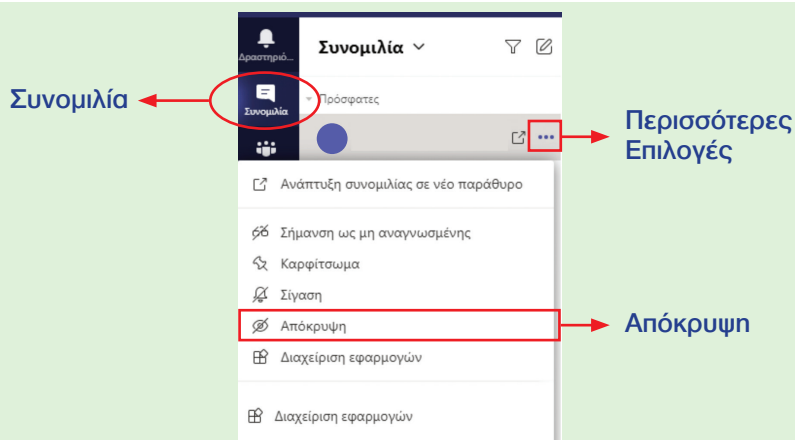 Δραστηριό...
Συνομιλία
Συνομιλία
Συνομιλία
Πρόσφατες
Περισσότερες
Επιλογές
Ανάπτυξη συνομιλίας σε νέο παράθυρο
Σήμανση ως μη αναγνωσμένης
Καρφίτσωμα
Σίγαση
Απόκρυψη
Απόκρυψη
Διαχείριση εφαρμογών
Διαχείριση εφαρμογών